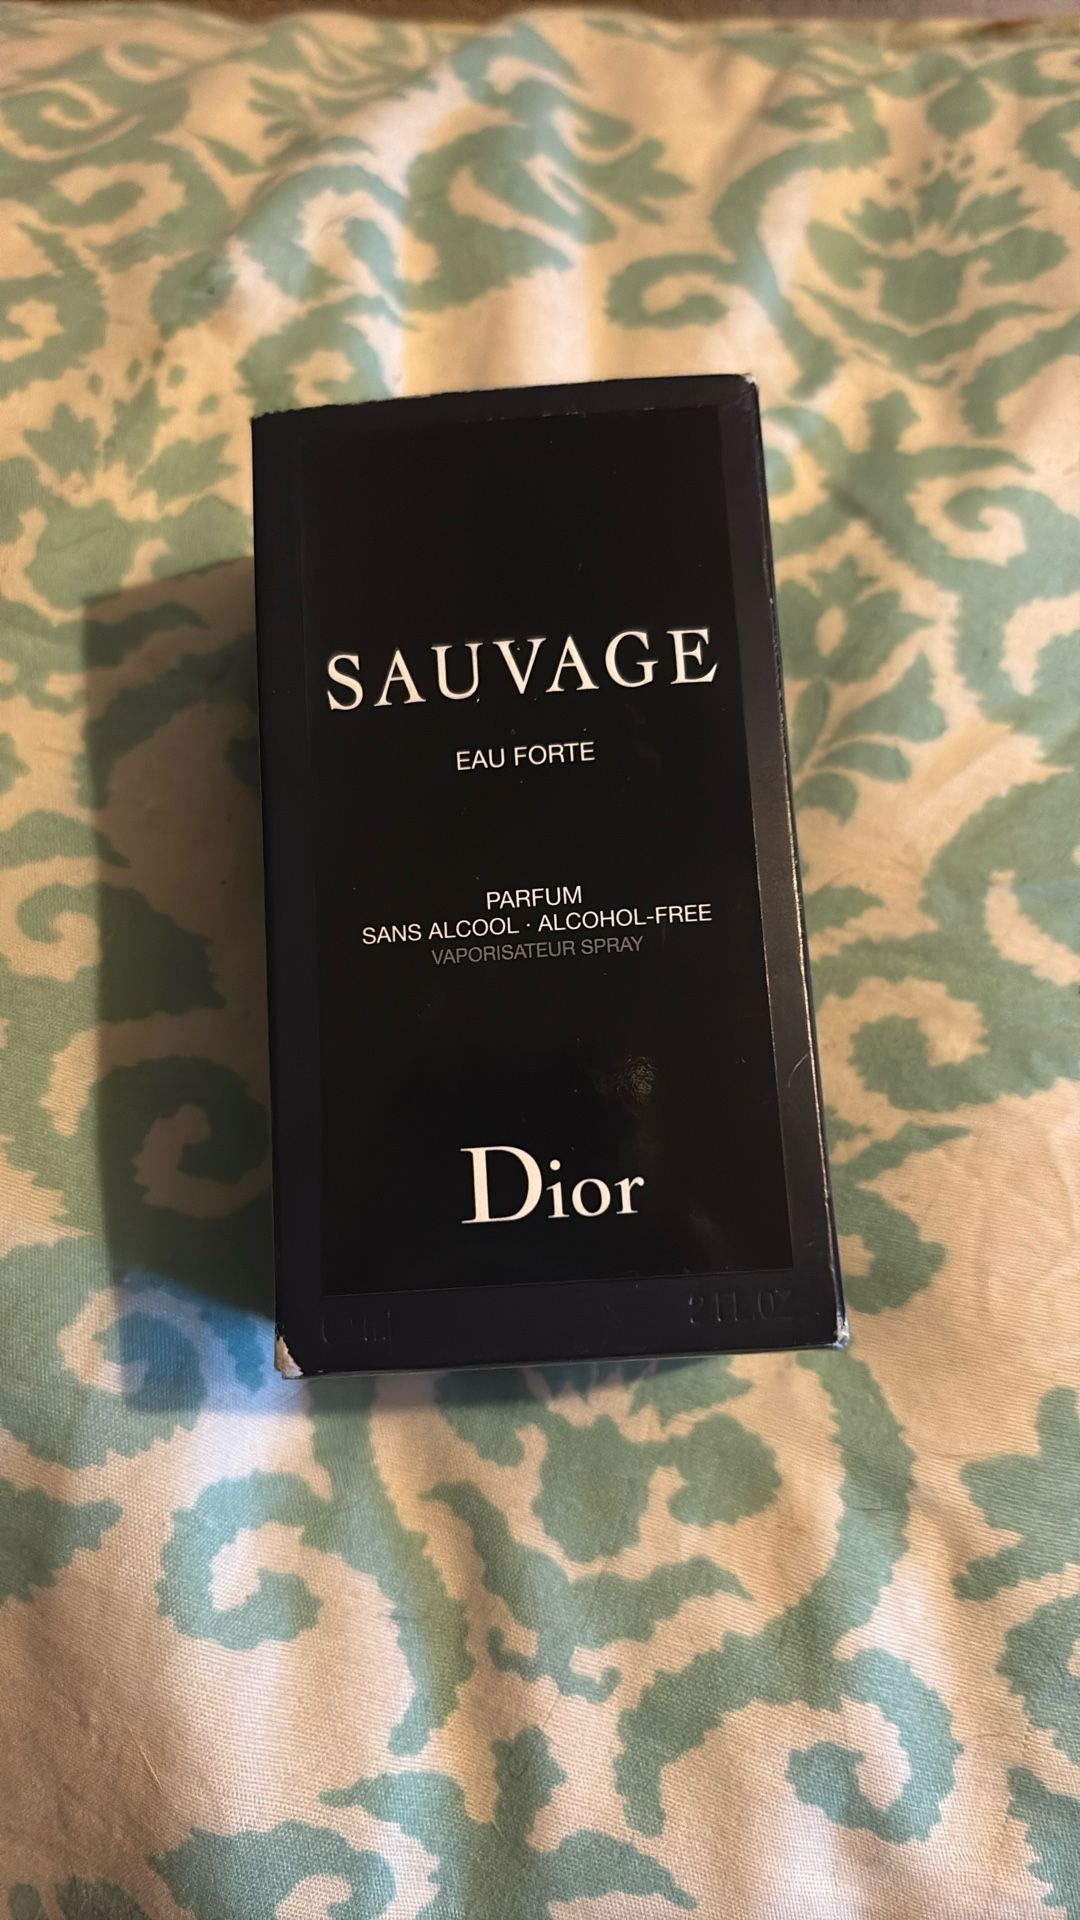 SAUVAGE
EAU FORTE
PARFUM
SANS ALCOOL · ALCOHOL-FREE
VAPORISATEUR SPRAY
Dior